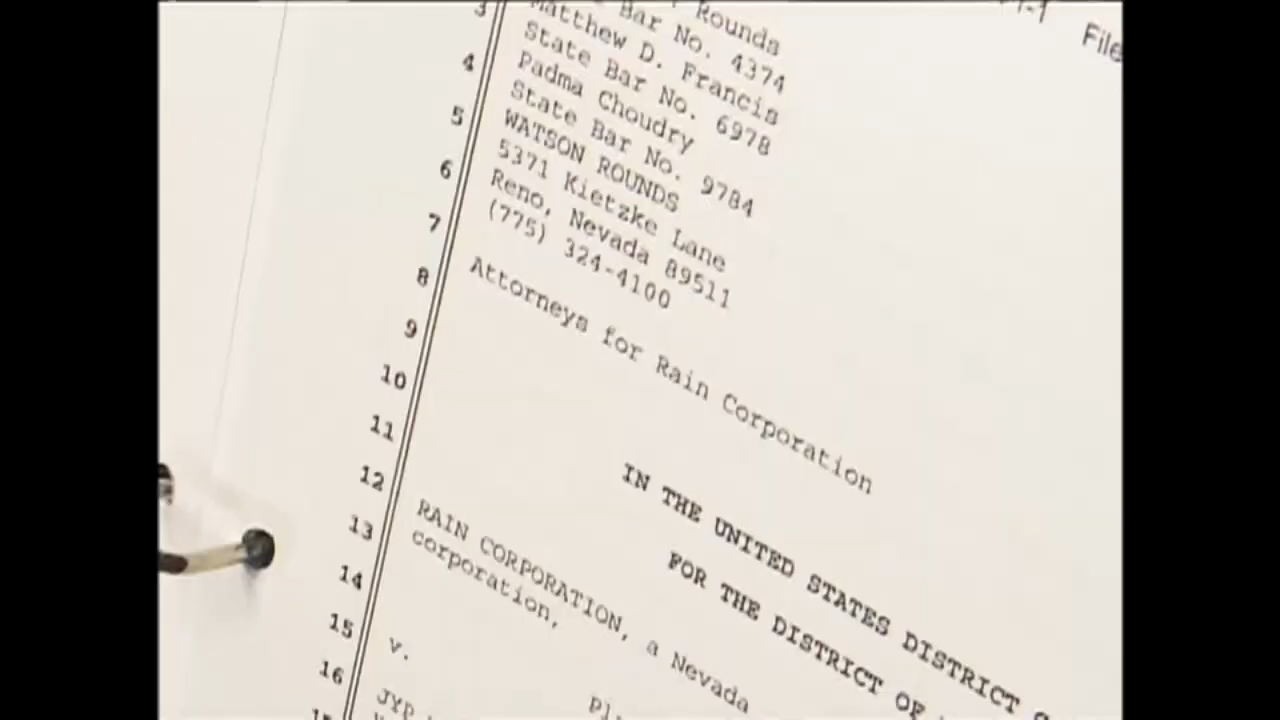 Rounds
Bar No. 4374
Matthew D. Francis
State Bar No. 6978
Padma Choudry
State Bar No. 9784
WATSON ROUNDS
5371 Kietzke Lane
Reno, Nevada 89511
(775) 324-4100
Attorneys for Rain Corporation
IN THE UNITED STATES DISTRICT
FOR THE DISTRICT OF
RAIN CORPORATION, a Nevada
corporation,
v.
JYP
3
4
5
6
7
8
9
10
11
12
13
14
15
16